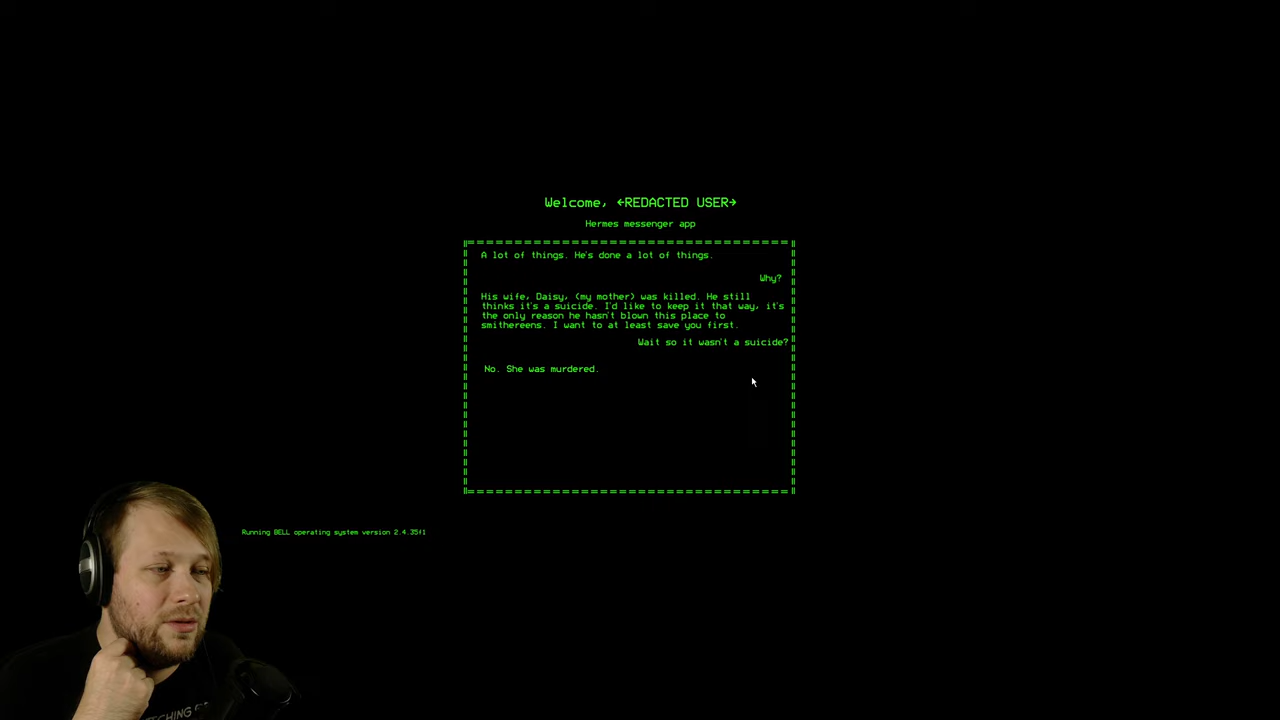 Welcome, ←REDACTED USER→
Hermes messenger app
A lot of things. He's done a lot of things.
Why?
His wife, Daisy, (my mother) was killed. He still
thinks it's a suicide. I'd like to keep it that way, it's
the only reason he hasn't blown this place to
smithereens. I want to at least save you first.
Wait so it wasn't a suicide?
No. She was murdered.
Running BELL operating system version 2.4.35f1